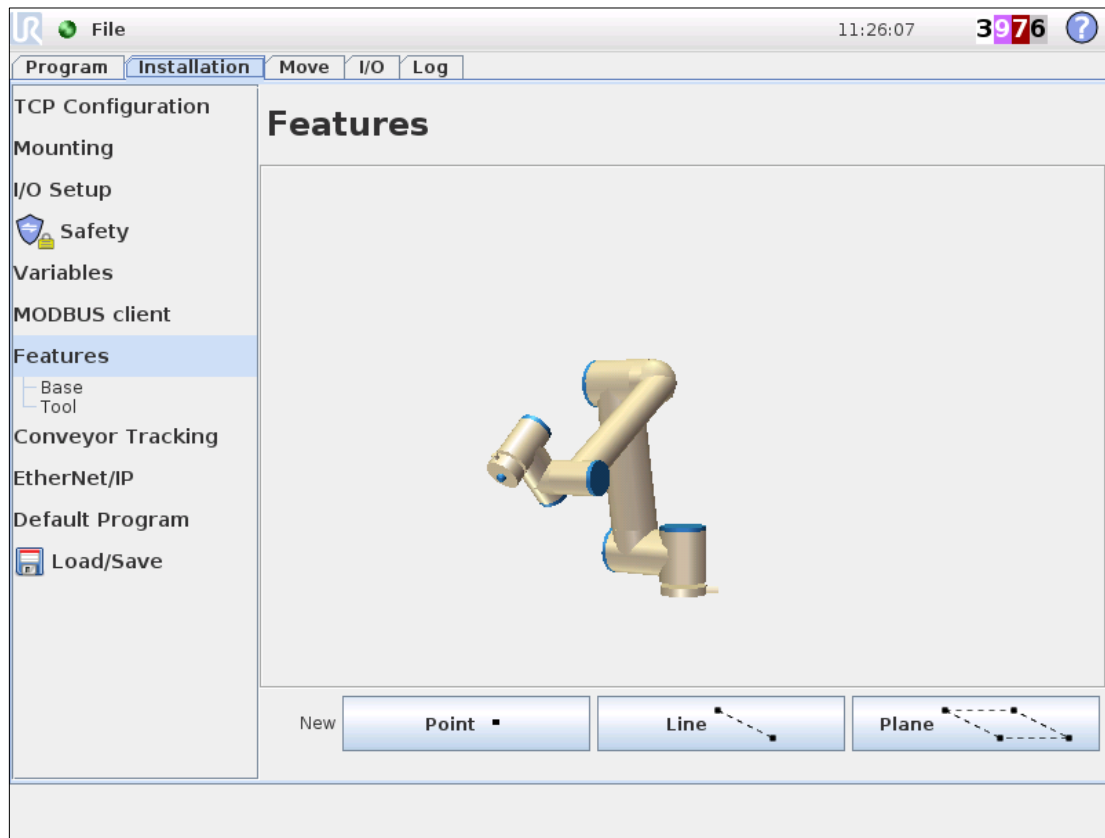 UR File 11:26:07 3976 ?
Program Installation Move I/O Log
TCP Configuration
Mounting
I/O Setup
Safety
Variables
MODBUS client
Features
Base
Tool
Conveyor Tracking
EtherNet/IP
Default Program
Load/Save
Features
New Point Line Plane